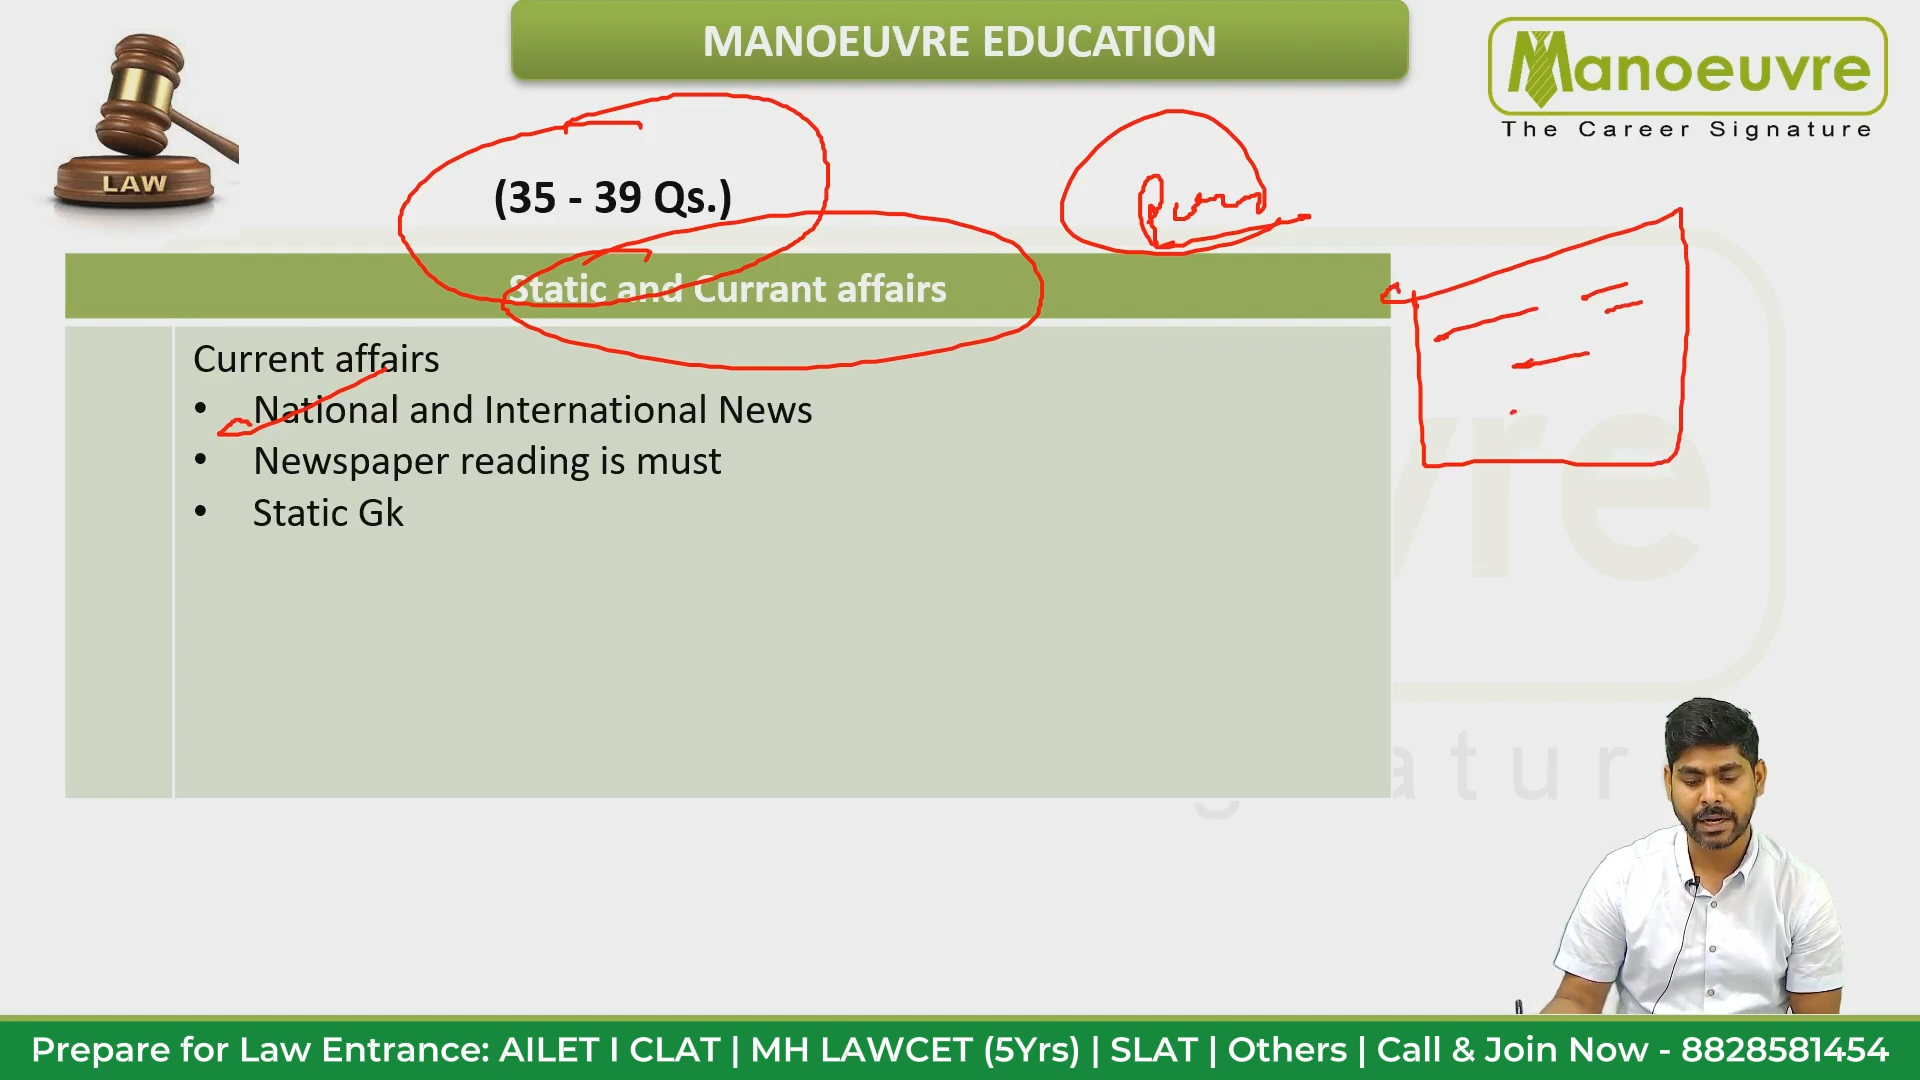 MANOEUVRE EDUCATION
Manoeuvre
The Career Signature
LAW
(35 - 39 Qs.)
Static and Currant affairs
Current affairs
• National and International News
• Newspaper reading is must
• Static Gk
Prepare for Law Entrance: AILET I CLAT | MH LAWCET (5Yrs) | SLAT | Others | Call & Join Now - 8828581454